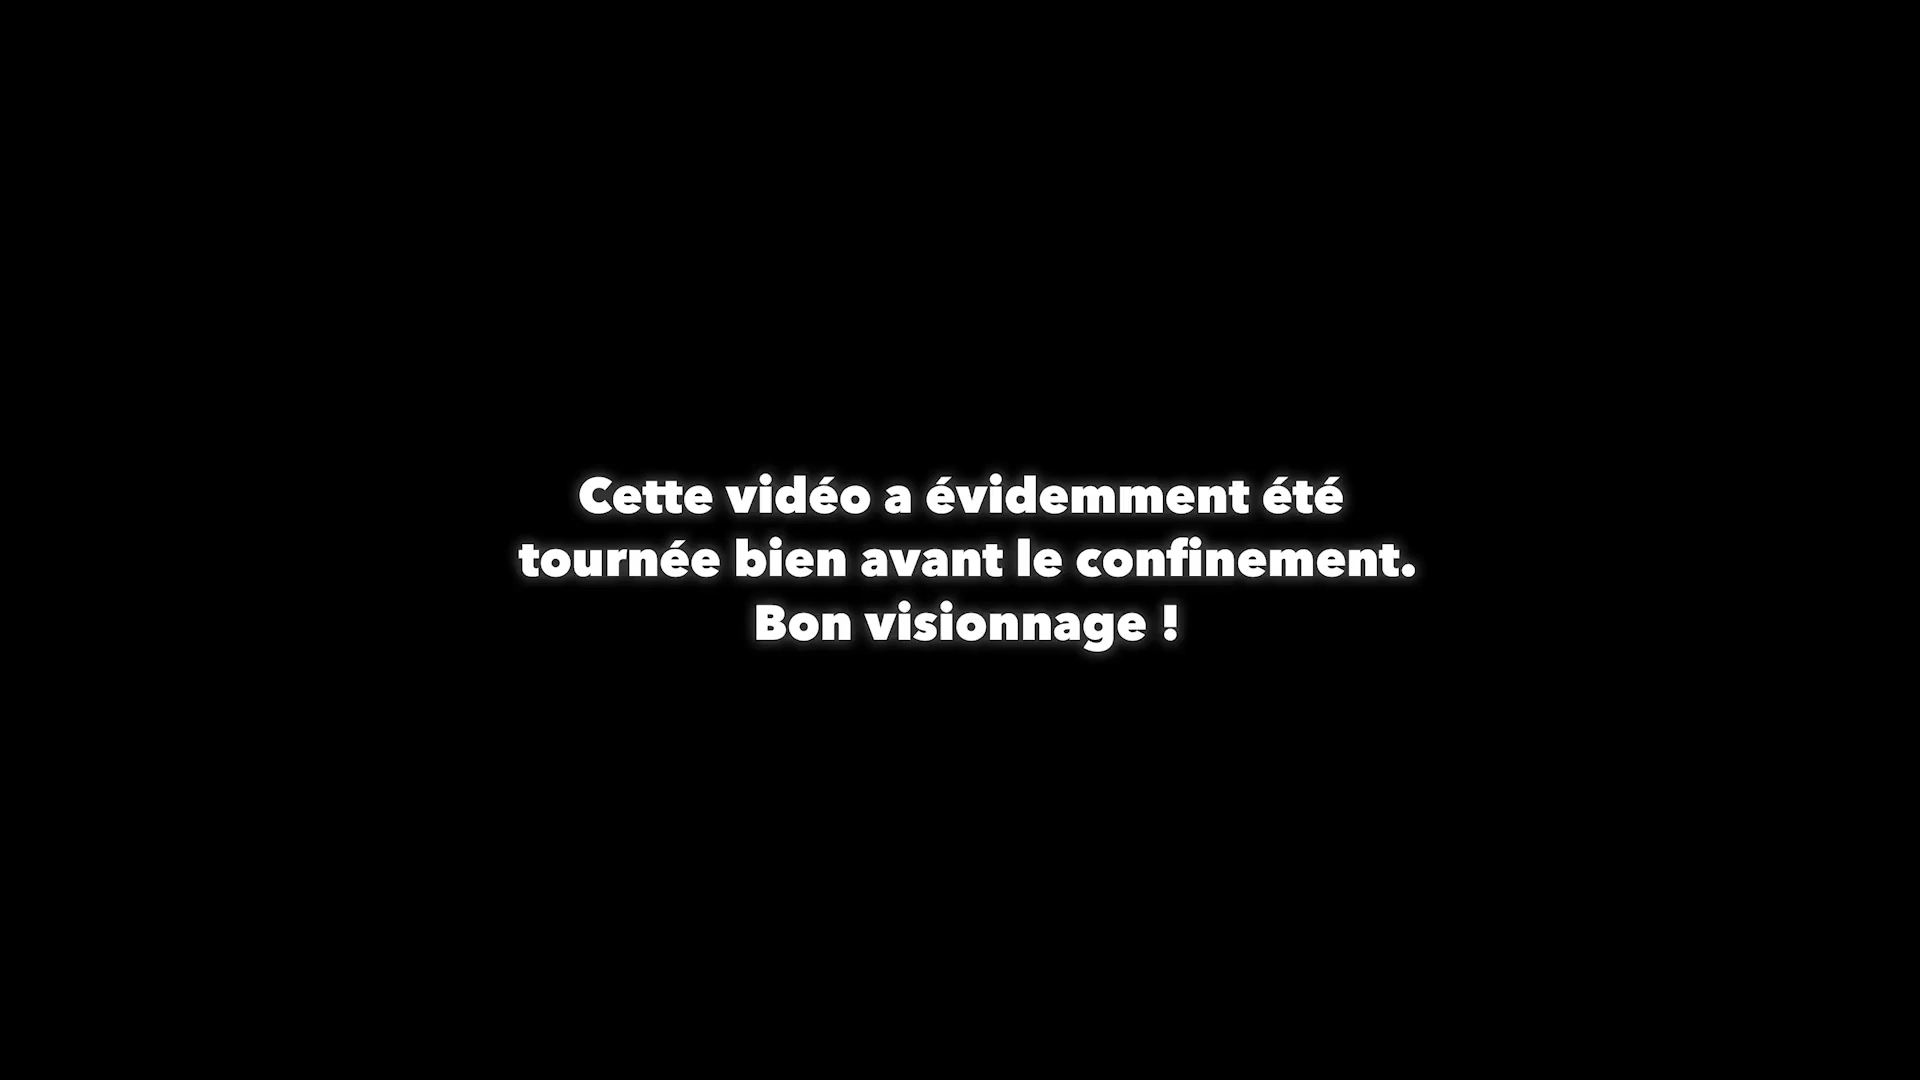 Cette vidéo a évidemment été
tournée bien avant le confinement.
Bon visionnage !